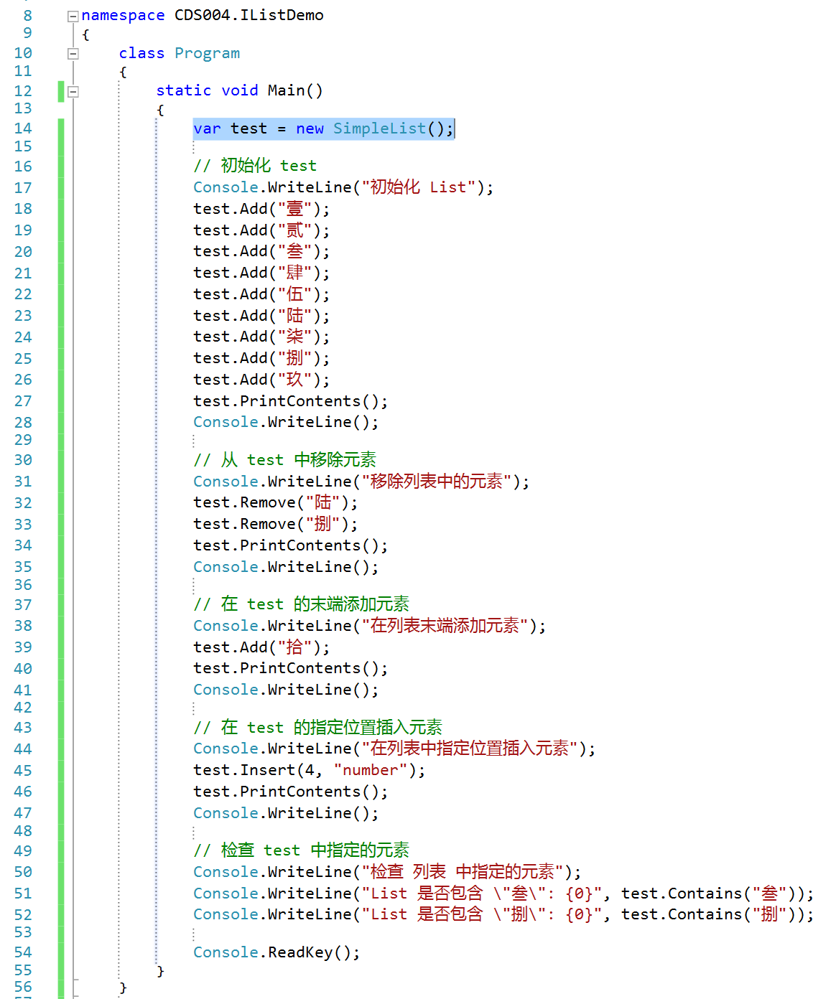 8 namespace CDS004.IListDemo
9 {
10 class Program
11 {
12 static void Main()
13 {
14 var test = new SimpleList();
15
16 // 初始化 test
17 Console.WriteLine("初始化 List");
18 test.Add("壹");
19 test.Add("贰");
20 test.Add("叁");
21 test.Add("肆");
22 test.Add("伍");
23 test.Add("陆");
24 test.Add("柒");
25 test.Add("捌");
26 test.Add("玖");
27 test.PrintContents();
28 Console.WriteLine();
29
30 // 从 test 中移除元素
31 Console.WriteLine("移除列表中的元素");
32 test.Remove("陆");
33 test.Remove("捌");
34 test.PrintContents();
35 Console.WriteLine();
36
37 // 在 test 的末端添加元素
38 Console.WriteLine("在列表末端添加元素");
39 test.Add("拾");
40 test.PrintContents();
41 Console.WriteLine();
42
43 // 在 test 的指定位置插入元素
44 Console.WriteLine("在列表中指定位置插入元素");
45 test.Insert(4, "number");
46 test.PrintContents();
47 Console.WriteLine();
48
49 // 检查 test 中指定的元素
50 Console.WriteLine("检查 列表 中指定的元素");
51 Console.WriteLine("List 是否包含 \"叁\": {0}", test.Contains("叁"));
52 Console.WriteLine("List 是否包含 \"捌\": {0}", test.Contains("捌"));
53
54 Console.ReadKey();
55 }
56 }